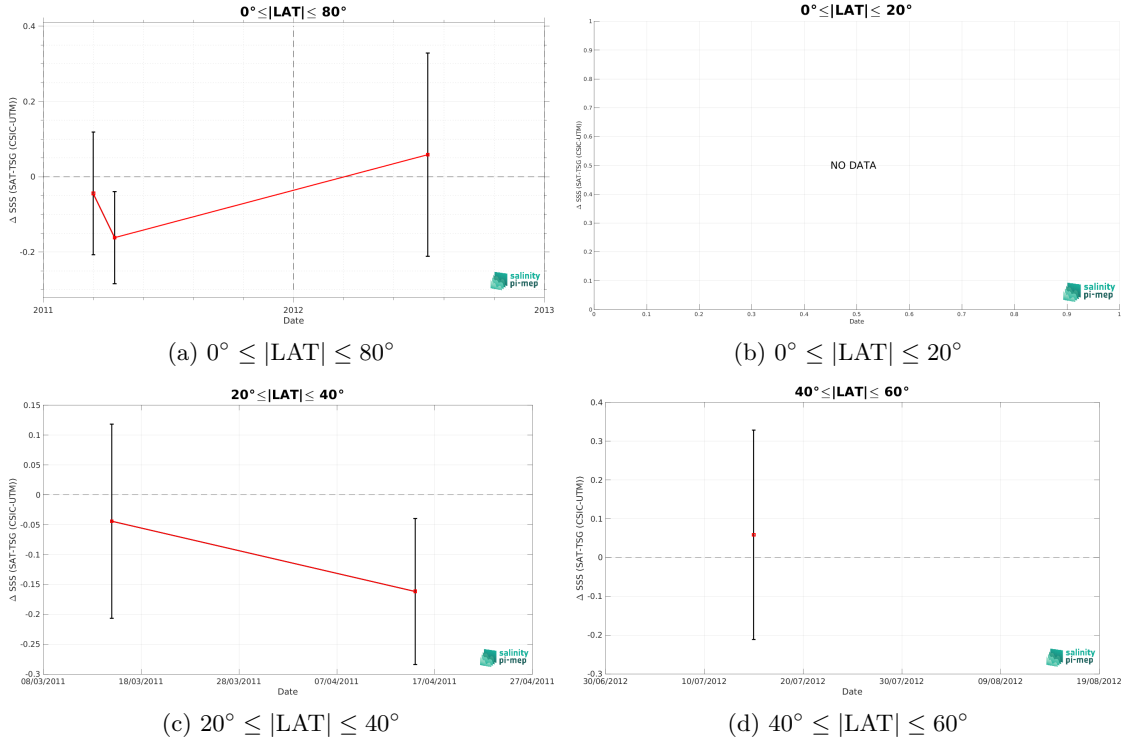 0°≤|LAT|≤ 80°
Δ SSS (SAT-TSG (CSIC-UTM))
0.4
0.2
0
-0.2
2011
2012
2013
Date
salinity
pi-mep
(a) 0° ≤ |LAT| ≤ 80°
0°≤|LAT|≤ 20°
Δ SSS (SAT-TSG (CSIC-UTM))
1
0.9
0.8
0.7
0.6
0.5
0.4
0.3
0.2
0.1
0
NO DATA
0
0.1
0.2
0.3
0.4
0.5
0.6
0.7
0.8
0.9
1
Date
salinity
pi-mep
(b) 0° ≤ |LAT| ≤ 20°
20°≤|LAT|≤ 40°
Δ SSS (SAT-TSG (CSIC-UTM))
0.15
0.1
0.05
0
-0.05
-0.1
-0.15
-0.2
-0.25
-0.3
08/03/2011
18/03/2011
28/03/2011
07/04/2011
17/04/2011
27/04/2011
Date
salinity
pi-mep
(c) 20° ≤ |LAT| ≤ 40°
40°≤|LAT|≤ 60°
Δ SSS (SAT-TSG (CSIC-UTM))
0.4
0.3
0.2
0.1
0
-0.1
-0.2
-0.3
30/06/2012
10/07/2012
20/07/2012
30/07/2012
09/08/2012
19/08/2012
Date
salinity
pi-mep
(d) 40° ≤ |LAT| ≤ 60°